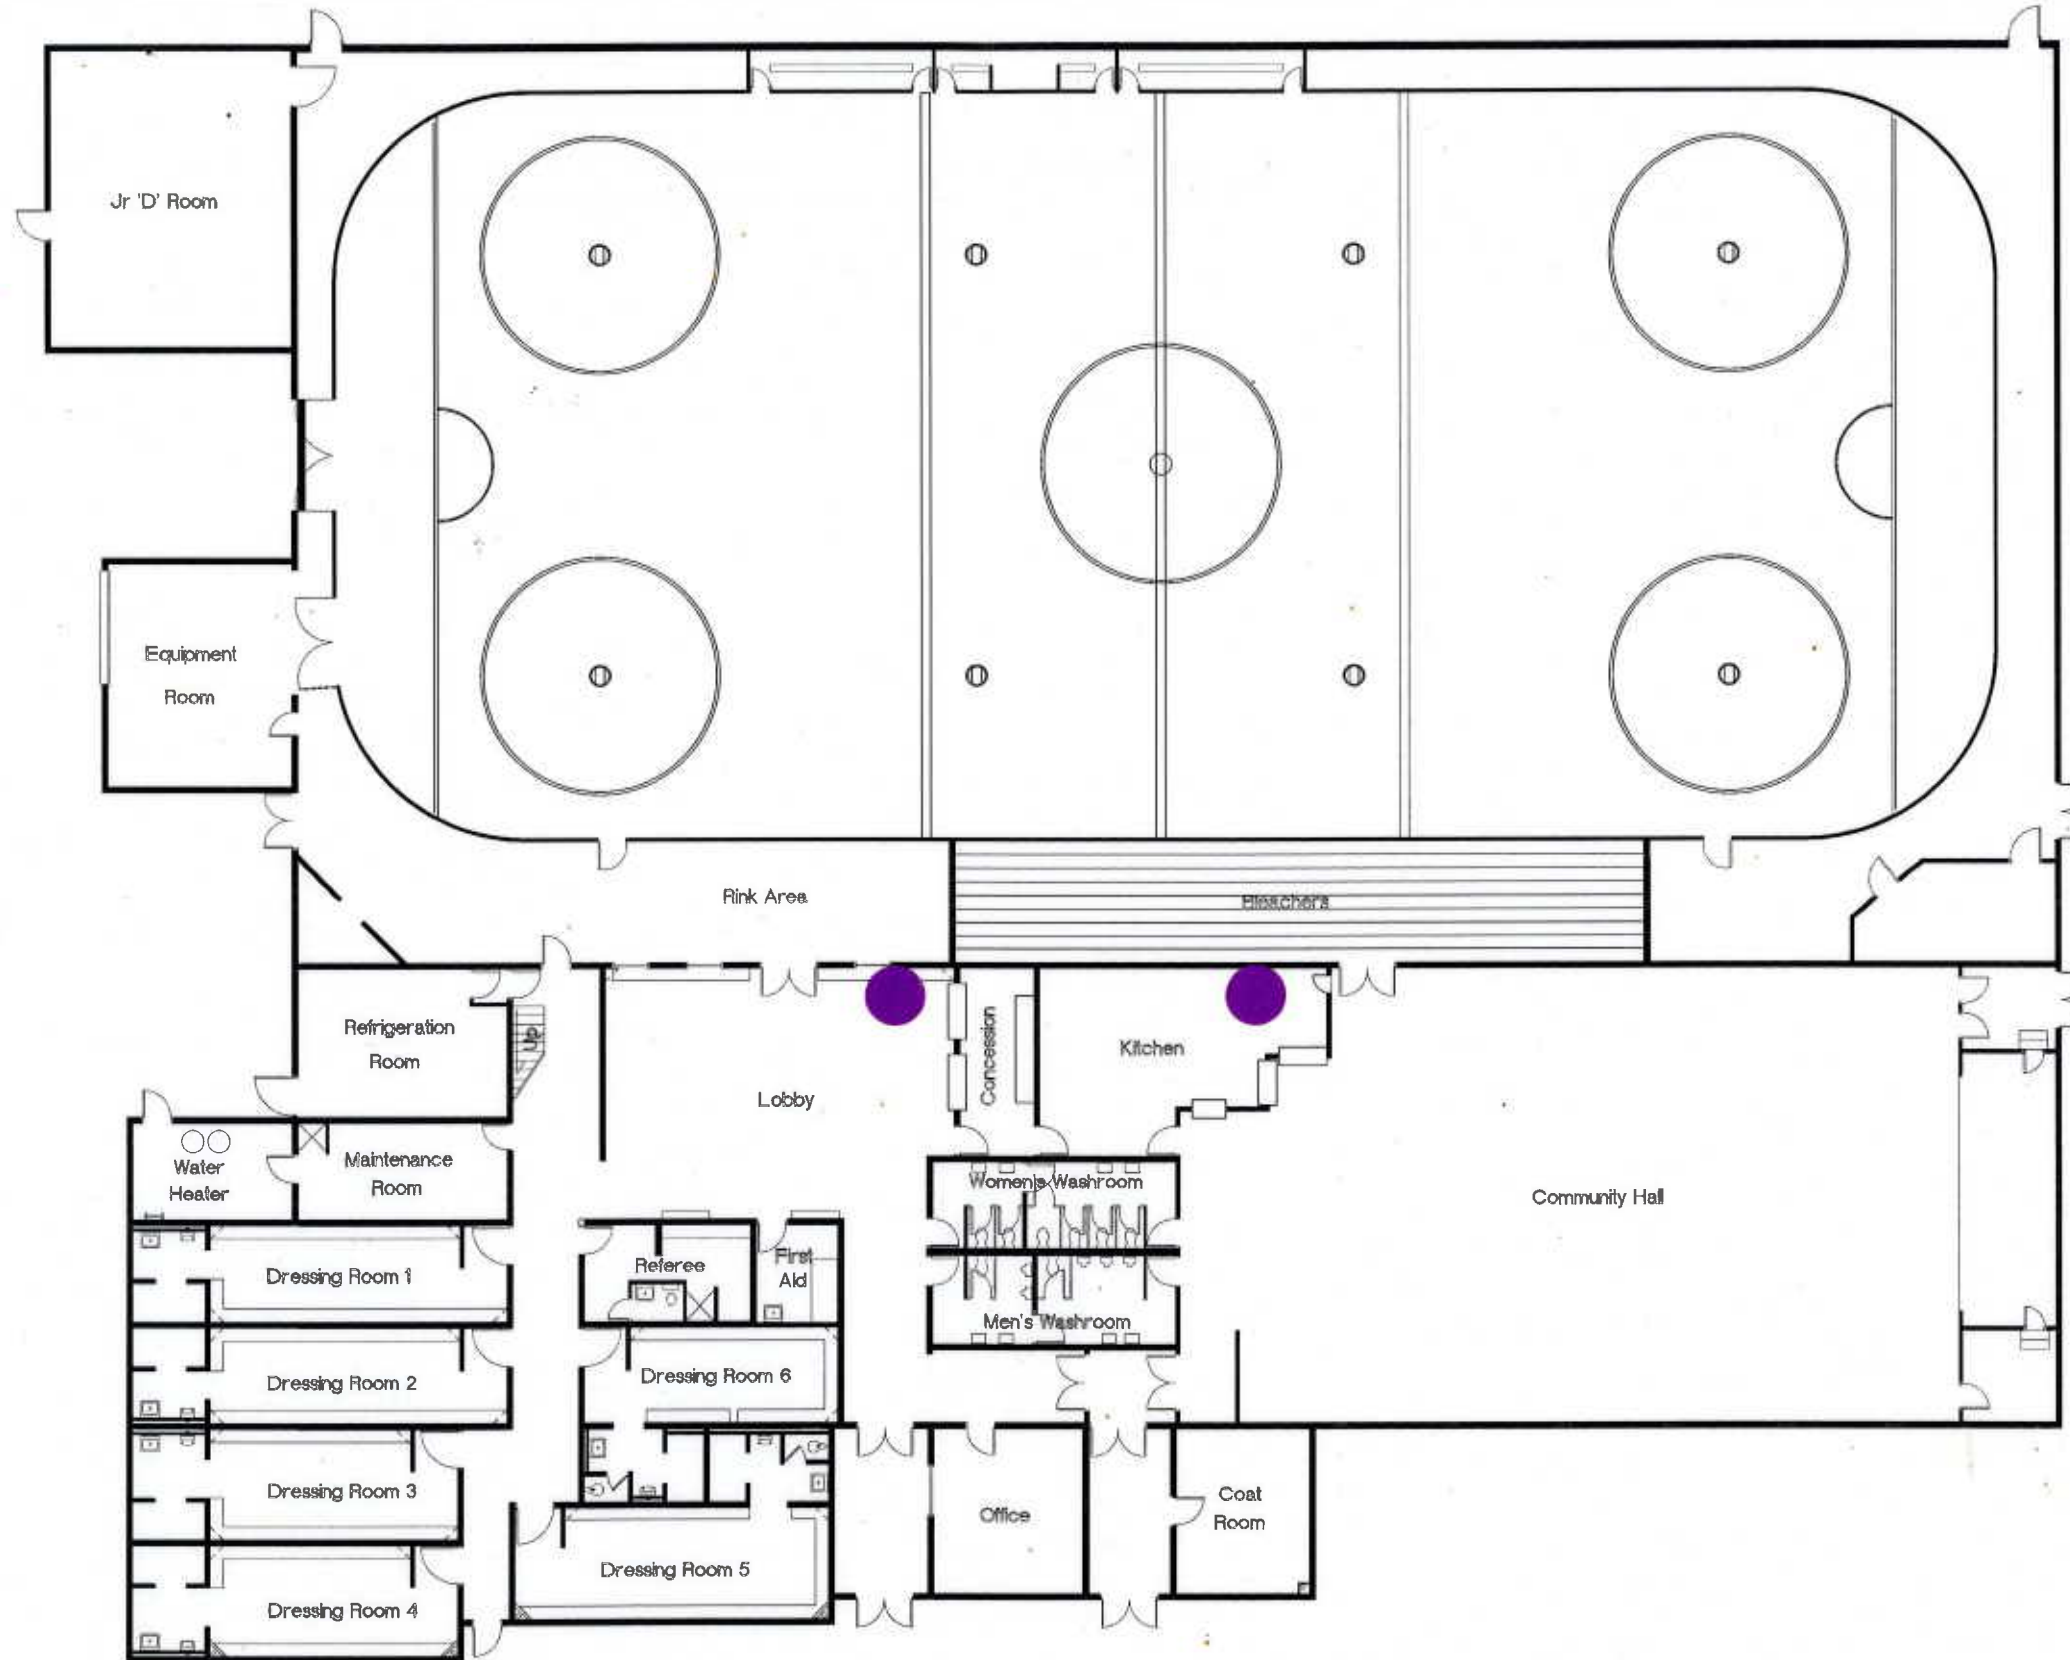 Jr 'D' Room
Equipment
Room
Rink Area
Bleachers
Refrigeration
Room
Up
Concession
Kitchen
Lobby
Water
Heater
Maintenance
Room
Women's Washroom
Community Hall
Dressing Room 1
Referee
First
Aid
Men's Washroom
Dressing Room 2
Dressing Room 6
Dressing Room 3
Office
Coat
Room
Dressing Room 5
Dressing Room 4